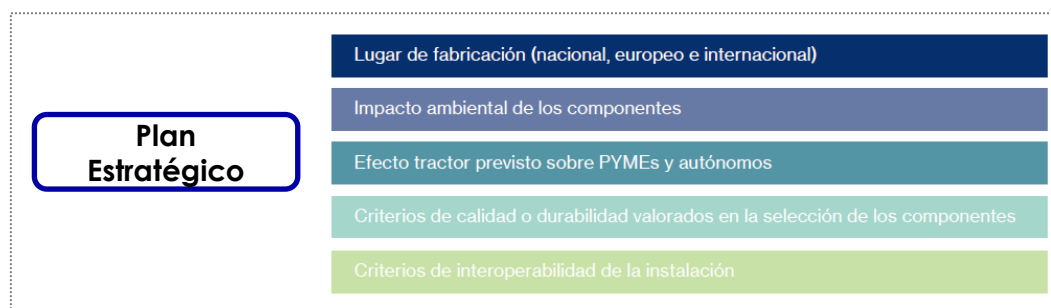 Plan
Estratégico
Lugar de fabricación (nacional, europeo e internacional)
Impacto ambiental de los componentes
Efecto tractor previsto sobre PYMEs y autónomos
Criterios de calidad o durabilidad valorados en la selección de los componentes
Criterios de interoperabilidad de la instalación